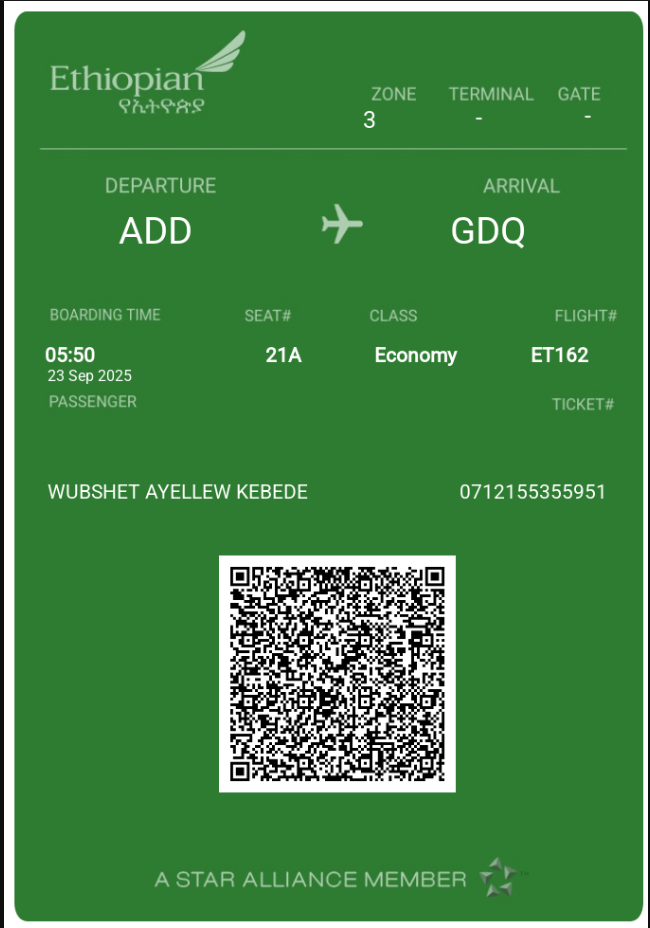 Ethiopian
የኢትዮጵያ
ZONE TERMINAL GATE
3 - -
DEPARTURE ARRIVAL
ADD GDQ
BOARDING TIME SEAT# CLASS FLIGHT#
05:50 21A Economy ET162
23 Sep 2025
PASSENGER TICKET#
WUBSHET AYELLEW KEBEDE 0712155355951
A STAR ALLIANCE MEMBER TM